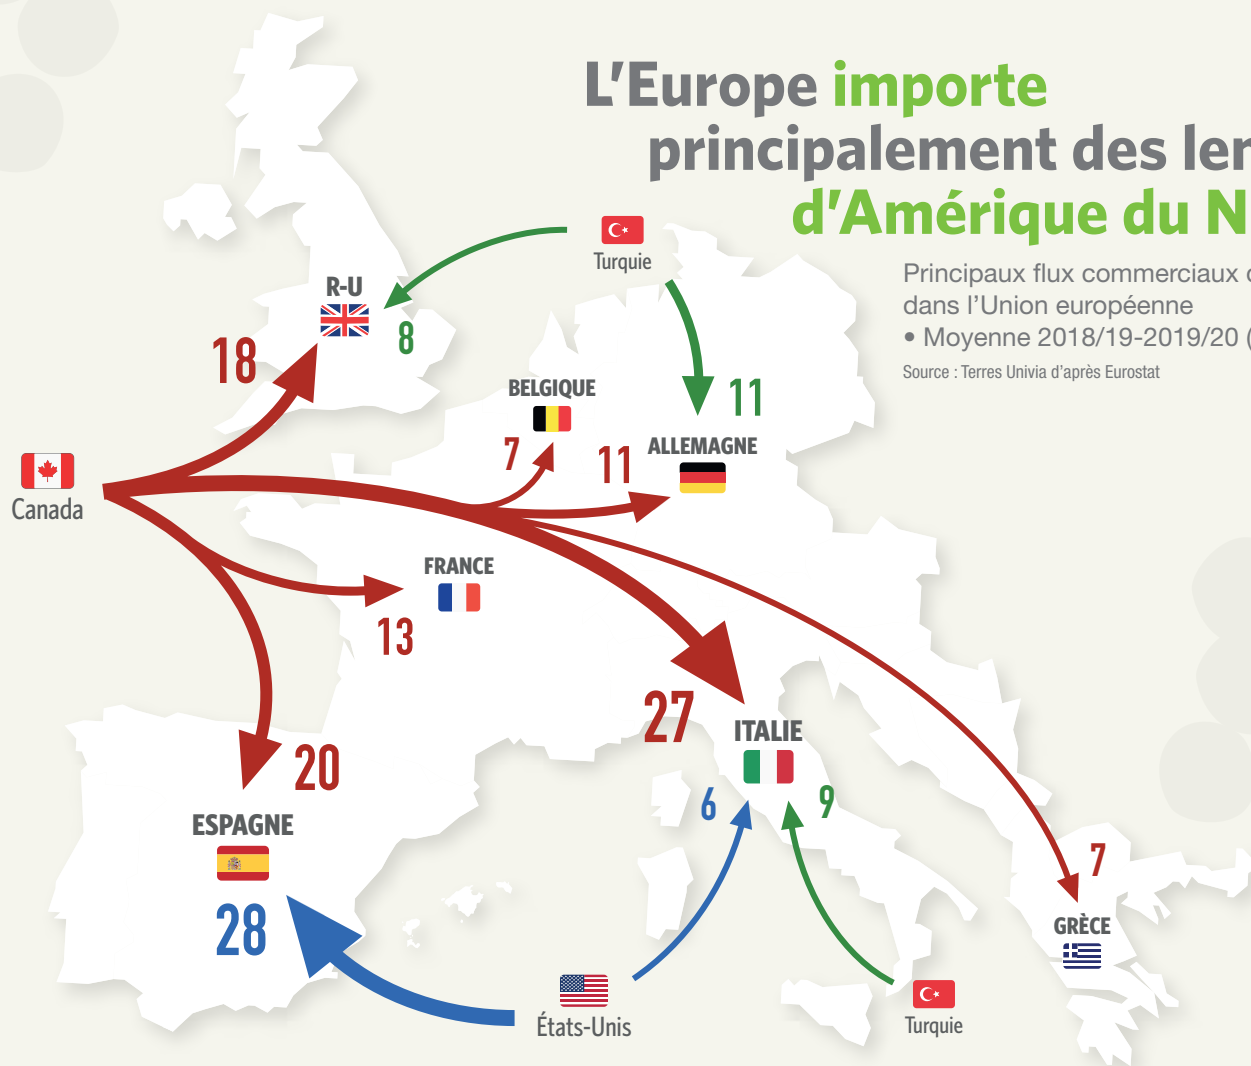 L'Europe importe
principalement des len
d'Amérique du N
Principaux flux commerciaux
dans l'Union européenne
• Moyenne 2018/19-2019/20 (
Source : Terres Univia d'après Eurostat
Turquie
R-U
8
18
BELGIQUE
11
7
11
ALLEMAGNE
Canada
FRANCE
13
27
ITALIE
20
6
9
ESPAGNE
7
28
GRÈCE
États-Unis
Turquie